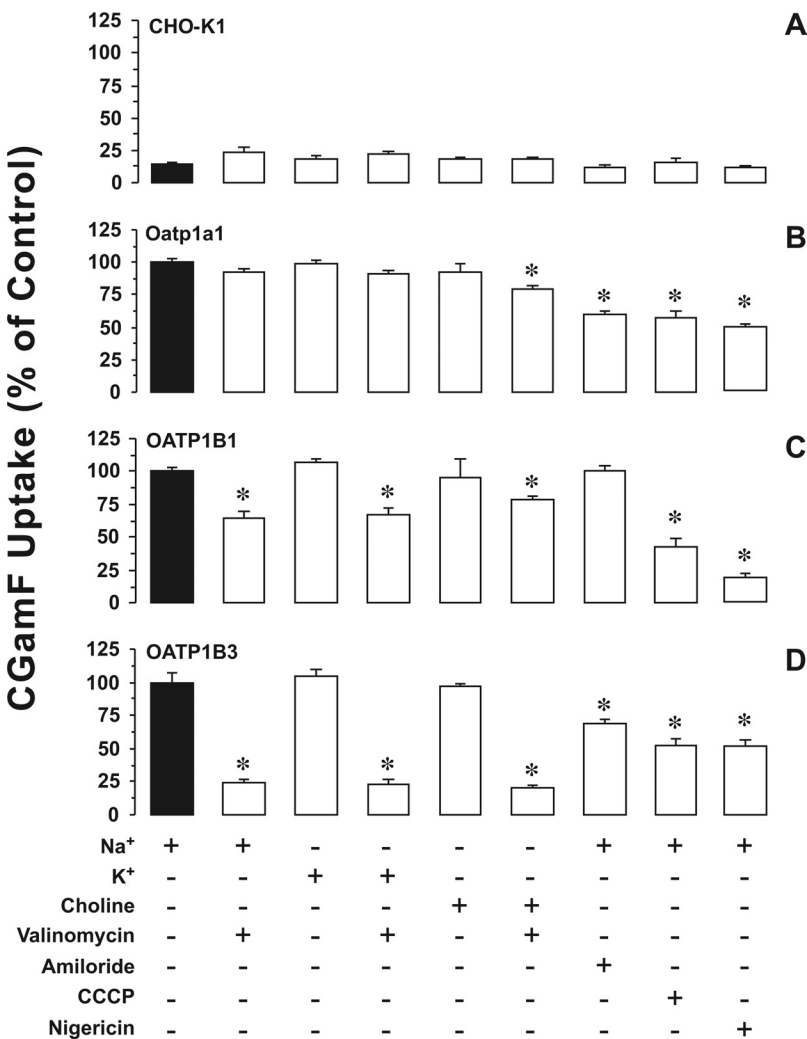 CGamF Uptake (% of Control)
CHO-K1
A
125
100
75
50
25
0
Oatp1a1
B
125
100
75
50
25
0
* * * *
OATP1B1
C
125
100
75
50
25
0
* * * * *
OATP1B3
D
125
100
75
50
25
0
* * * * * *
Na⁺ + + - - - - + + +
K⁺ - - + + - - - - -
Choline - - - - + + - - -
Valinomycin - + - + - + - - -
Amiloride - - - - - - + - -
CCCP - - - - - - - + -
Nigericin - - - - - - - - +